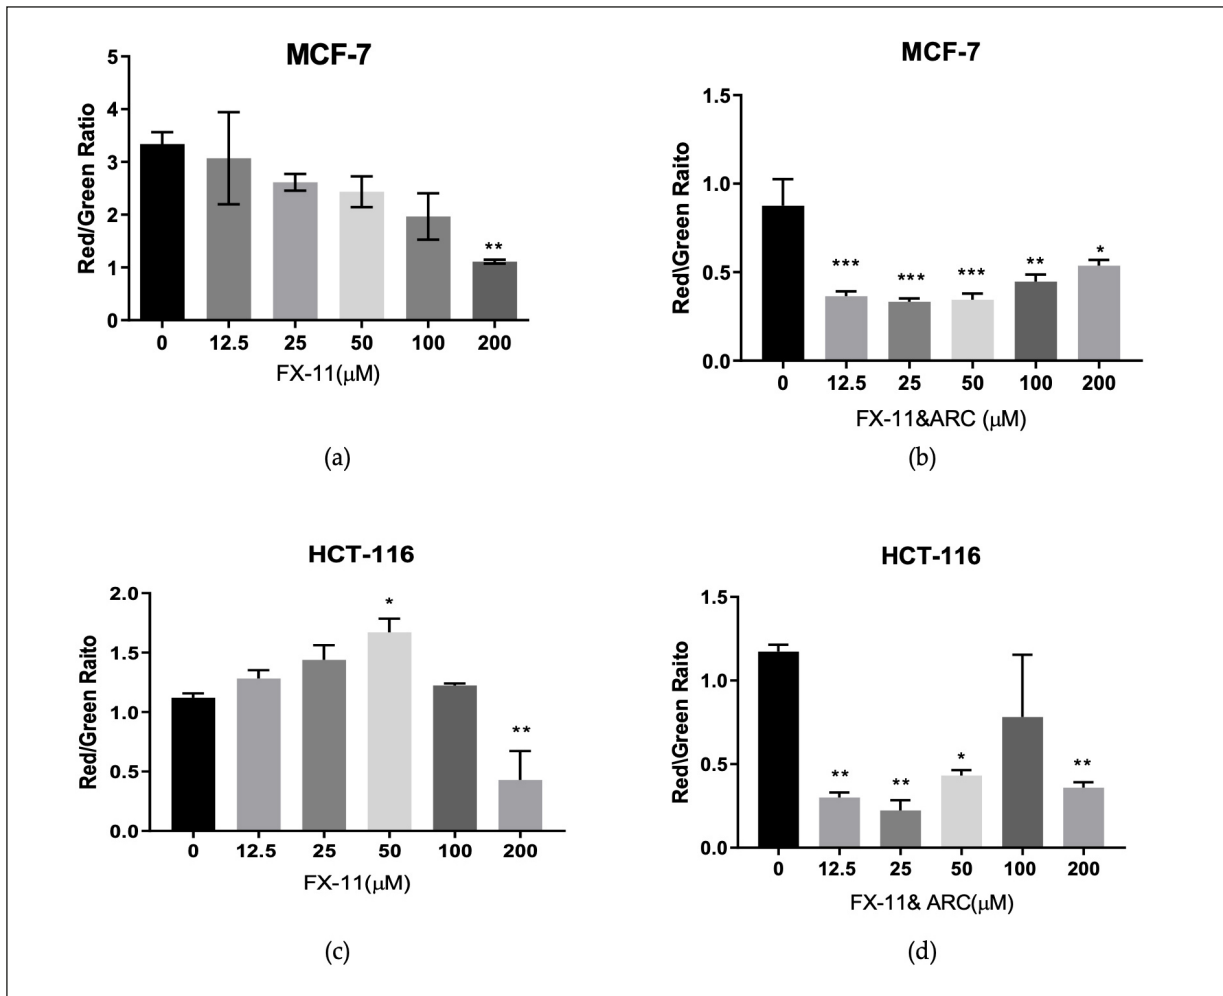 MCF-7
5
4
3
2
1
0
Red/Green Ratio
**
0 12.5 25 50 100 200
FX-11(μM)
(a)
MCF-7
1.5
1.0
0.5
0.0
Red\Green Raito
*** *** *** ** *
0 12.5 25 50 100 200
FX-11&ARC (μM)
(b)
HCT-116
2.0
1.5
1.0
0.5
0.0
Red/Green Raito
* **
0 12.5 25 50 100 200
FX-11(μM)
(c)
HCT-116
1.5
1.0
0.5
0.0
Red\Green Raito
** ** * **
0 12.5 25 50 100 200
FX-11& ARC(μM)
(d)